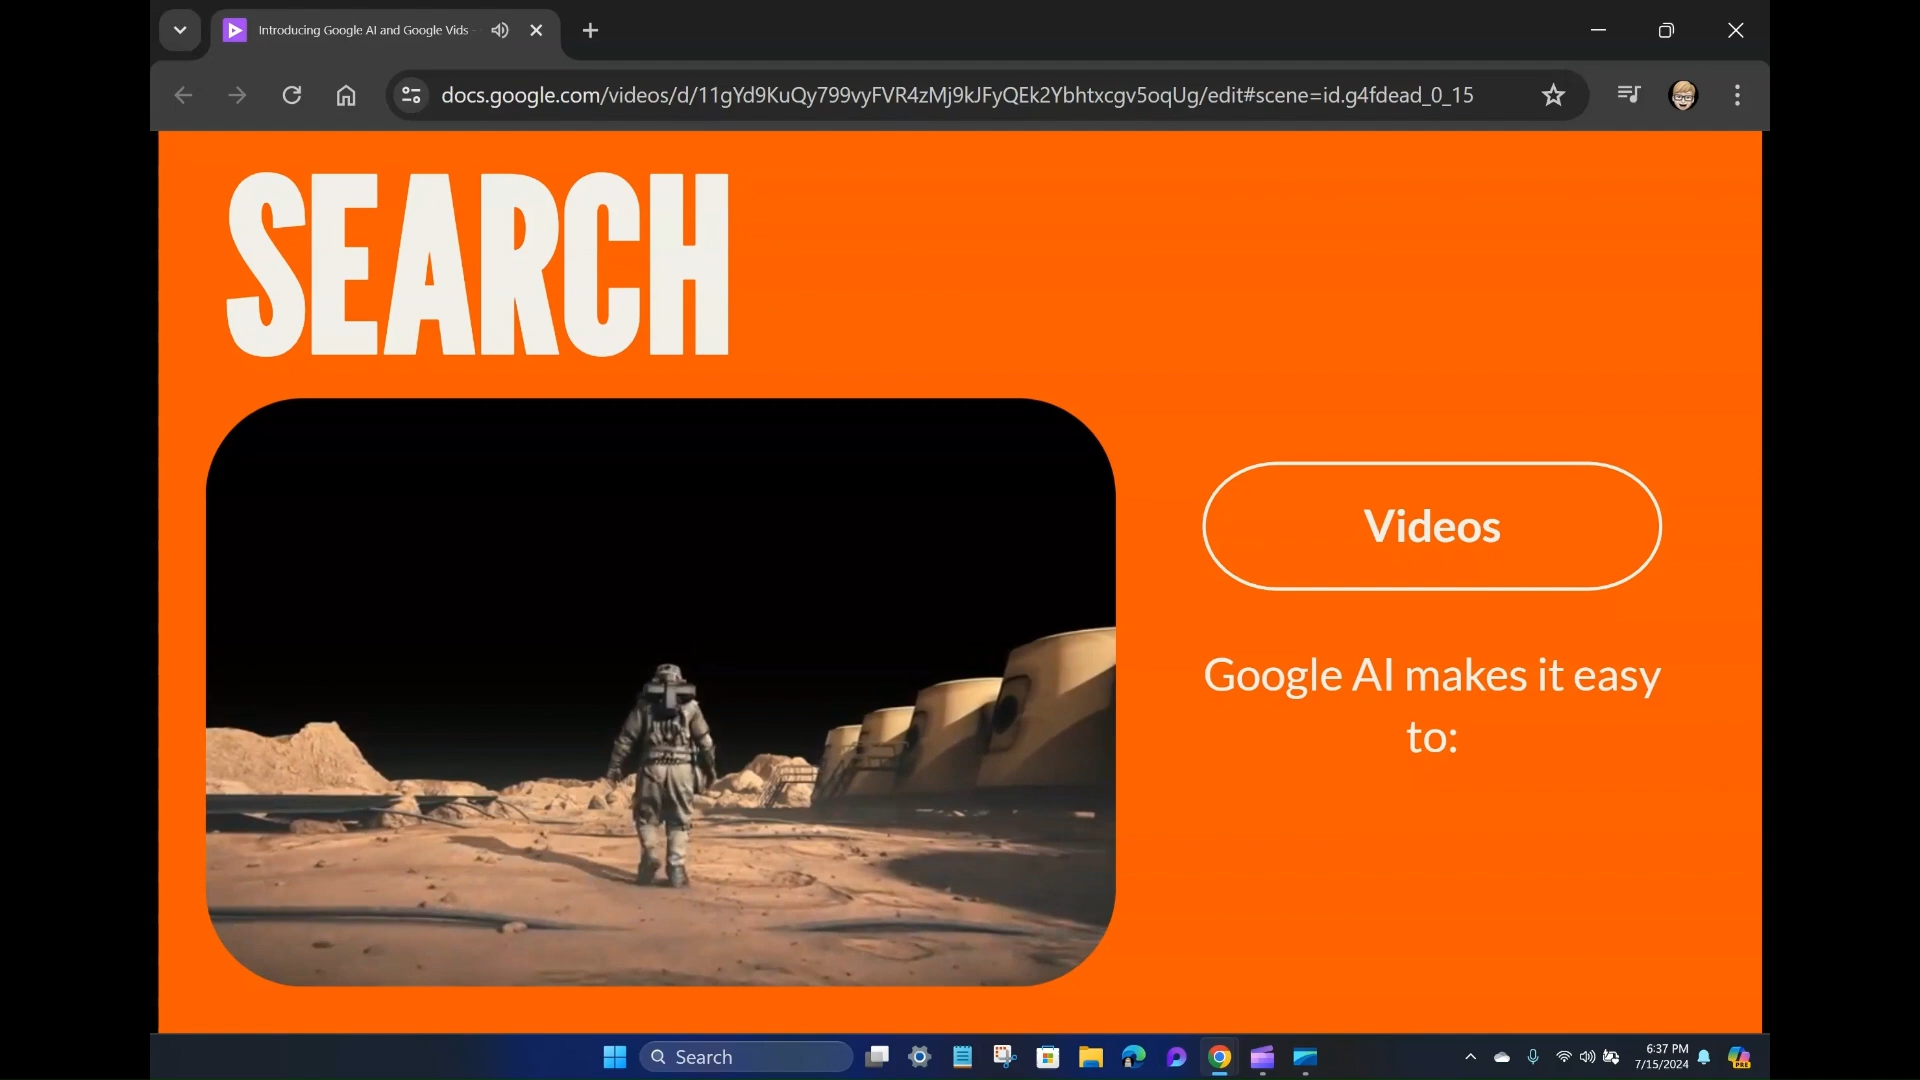 Introducing Google AI and Google Vids
docs.google.com/videos/d/11gYd9KuQy799vyFVR4zMj9kJFyQEk2Ybhtxcgv5oqUg/edit#scene=id.g4fdead_0_15
SEARCH
Videos
Google AI makes it easy
to:
Search
6:37 PM
7/15/2024
PRE